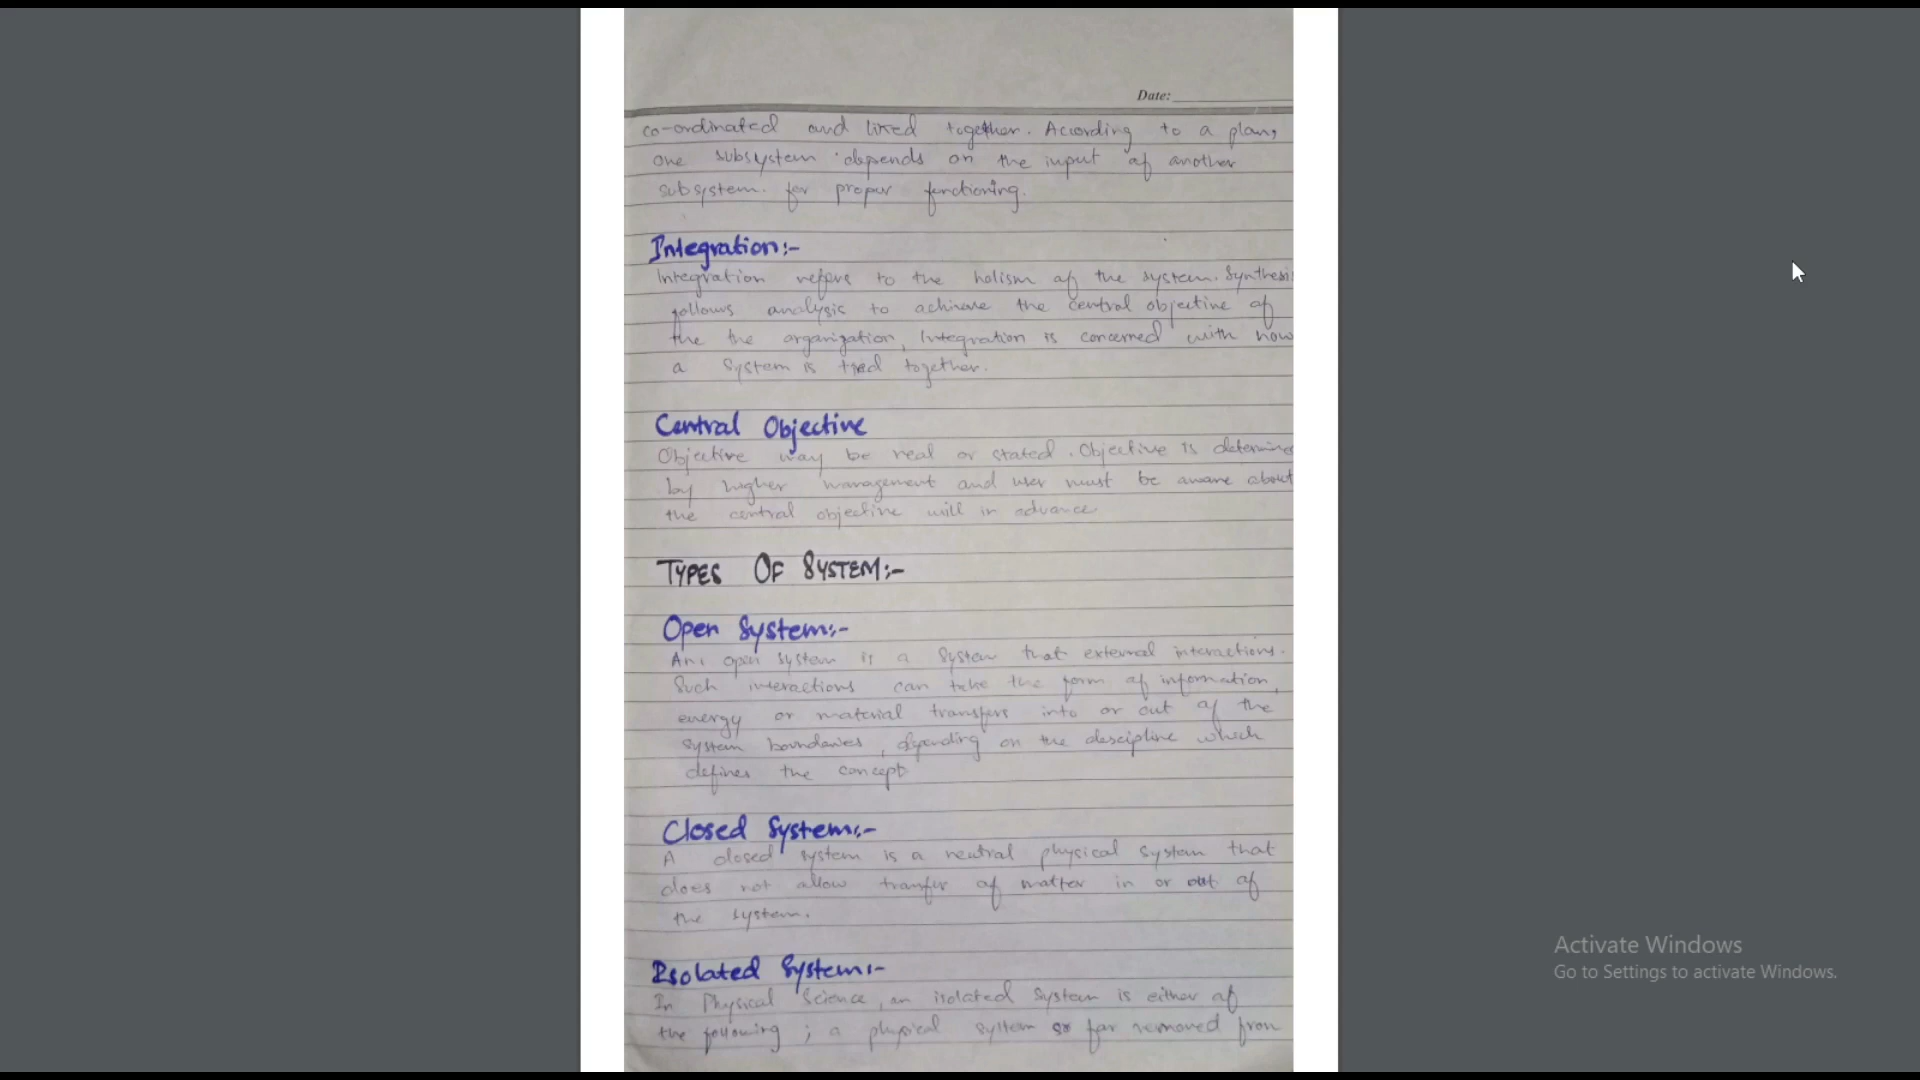 Date:
co-ordinated and lired together. According to a plan,
one subsystem depends on the input of another
subsystem. for proper functioning.
Integration:-
Integration refers to the holism of the system. Synthesi
follows analysis to achieve the central objective of
the the organization, Integration is concerned with how
a system is tied together.
Central Objective
Objective may be real or stated. Objective is determine
by higher management and user must be aware about
the central objective will in advance
TYPES OF SYSTEM:-
Open System:-
An open system is a system that external interactions.
Such interactions can take the form of information,
energy or material transfers into or out of the
system boundaries, depending on the descipline which
defines the concept
Closed System:-
A closed system is a neutral physical system that
does not allow transfer of matter in or out of
the system.
Isolated System:-
In Physical Science, an isolated system is either of
the following; a physical system so far removed from
Activate Windows
Go to Settings to activate Windows.